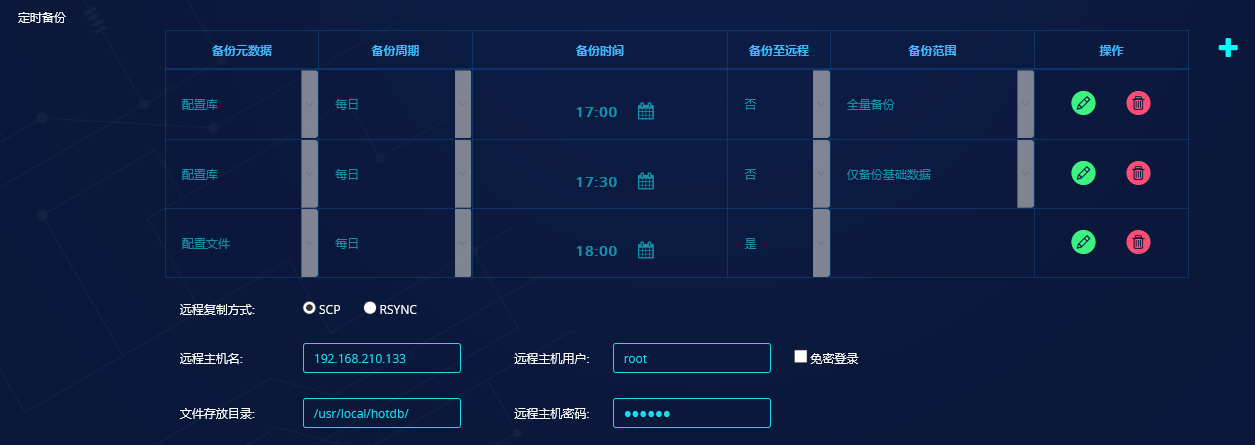 定时备份
备份元数据 备份周期 备份时间 备份至远程 备份范围 操作
配置库 每日 17:00 否 全量备份
配置库 每日 17:30 否 仅备份基础数据
配置文件 每日 18:00 是
远程复制方式: SCP RSYNC
远程主机名: 192.168.210.133 远程主机用户: root 免密登录
文件存放目录: /usr/local/hotdb/ 远程主机密码: ●●●●●●